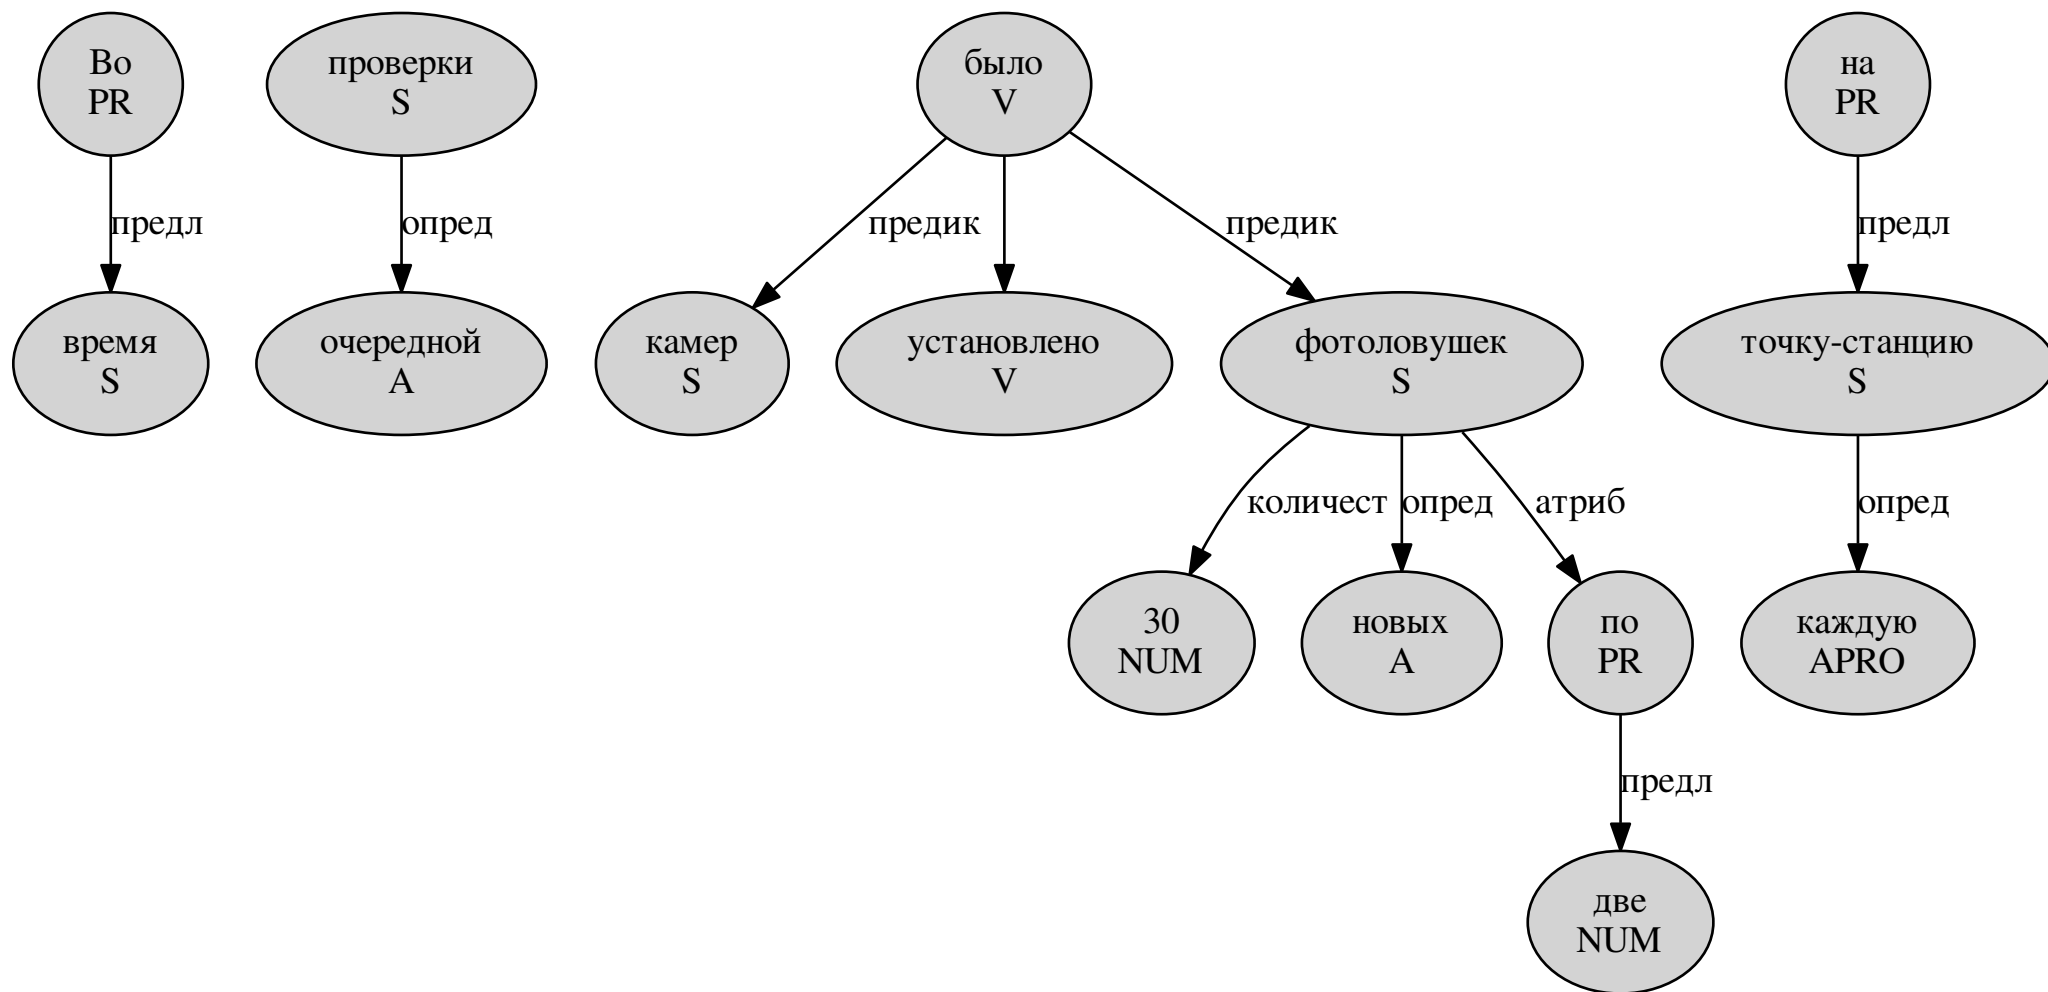 Во
PR
проверки
S
было
V
на
PR
предл
опред
предик
предик
предл
время
S
очередной
A
камер
S
установлено
V
фотоловушек
S
точку-станцию
S
количест
опред
атриб
опред
30
NUM
новых
A
по
PR
каждую
APRO
предл
две
NUM